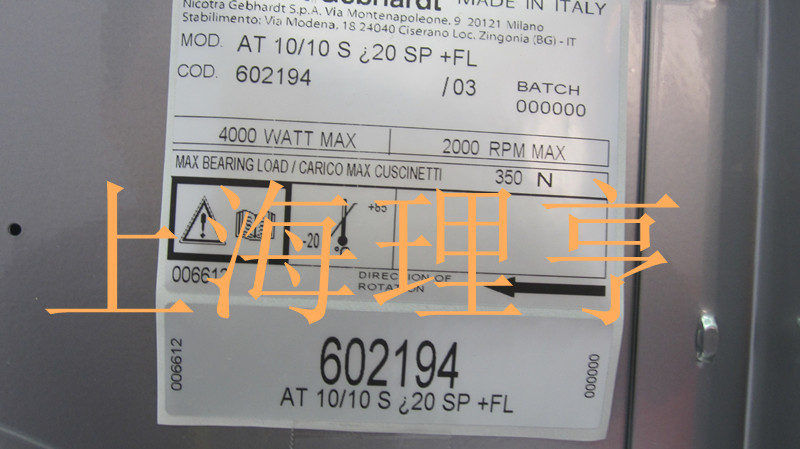 Gebhardt MADE IN ITALY
Nicotra Gebhardt S.p.A. Via Montenapoleone, 9 20121 Milano
Stabilimento: Via Modena, 18 24040 Ciserano Loc. Zingonia (BG) - IT
MOD. AT 10/10 S ¿20 SP +FL
COD. 602194 /03 BATCH
000000
4000 WATT MAX 2000 RPM MAX
MAX BEARING LOAD / CARICO MAX CUSCINETTI 350 N
+85
-20
°C
上海理亨
006612 DIRECTION OF
ROTATION
006612
602194
000000
AT 10/10 S ¿20 SP +FL